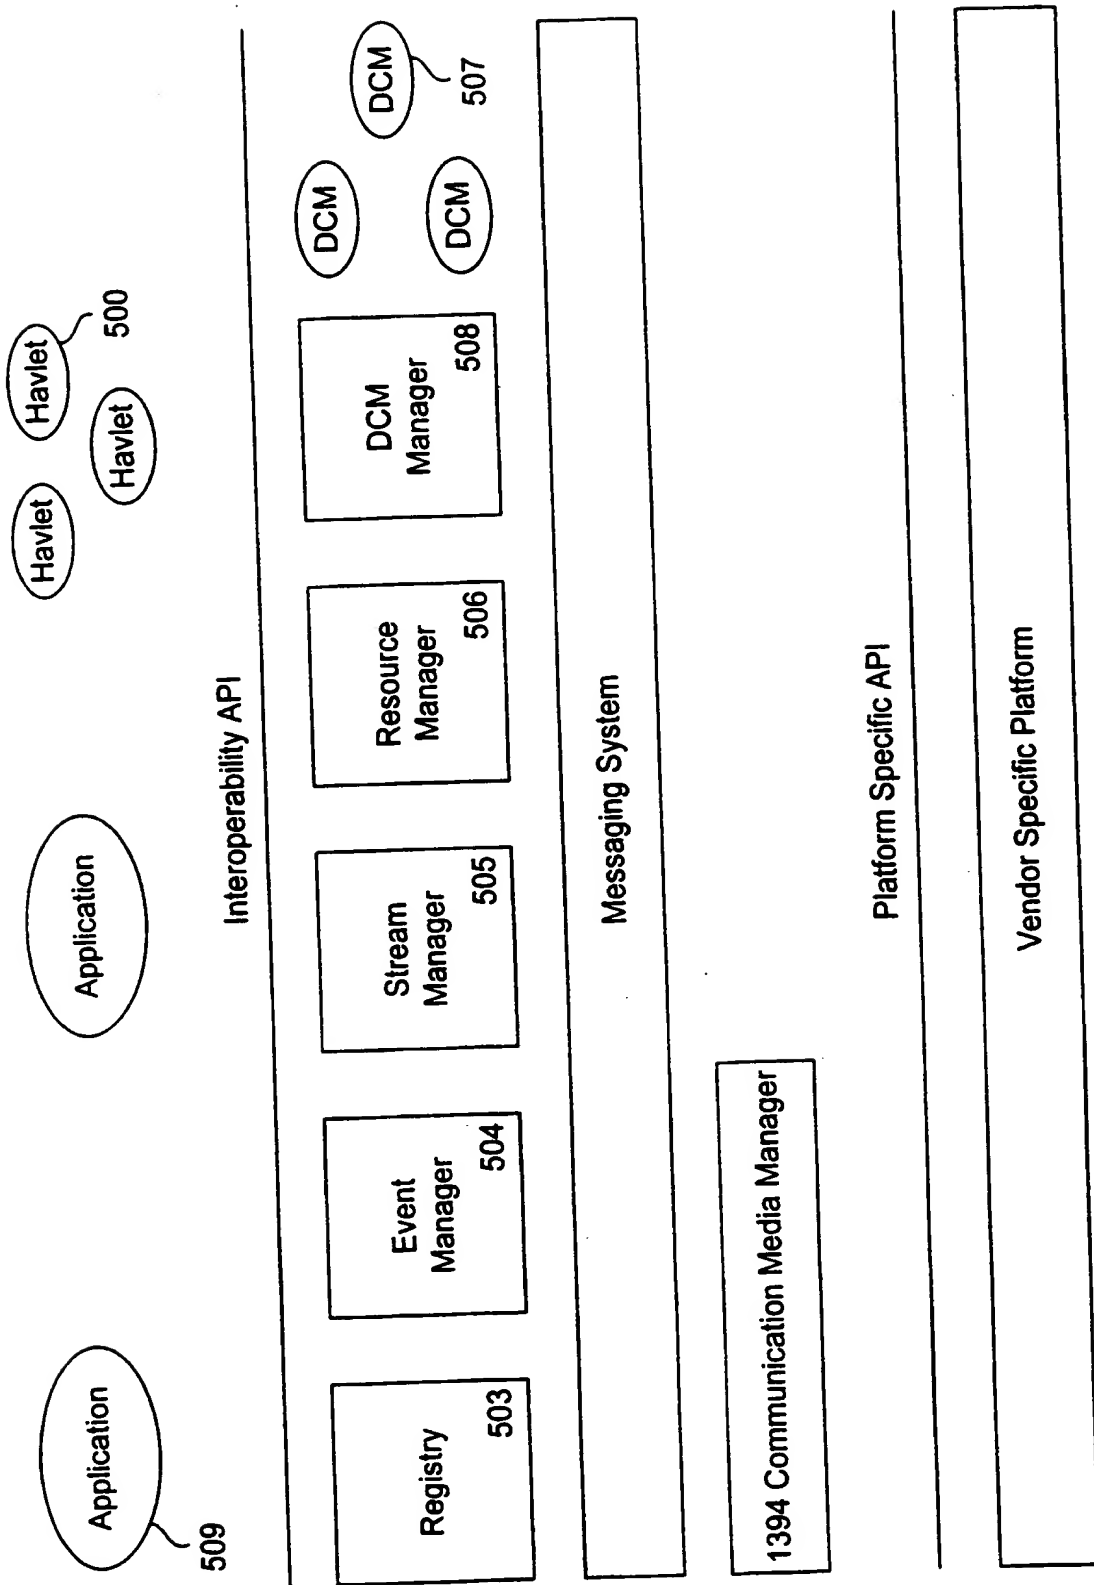 Application
509
Application
Havlet
Havlet
Havlet
500
Interoperability API
Registry
503
Event
Manager
504
Stream
Manager
505
Resource
Manager
506
DCM
Manager
508
DCM
DCM
DCM
507
Messaging System
1394 Communication Media Manager
Platform Specific API
Vendor Specific Platform